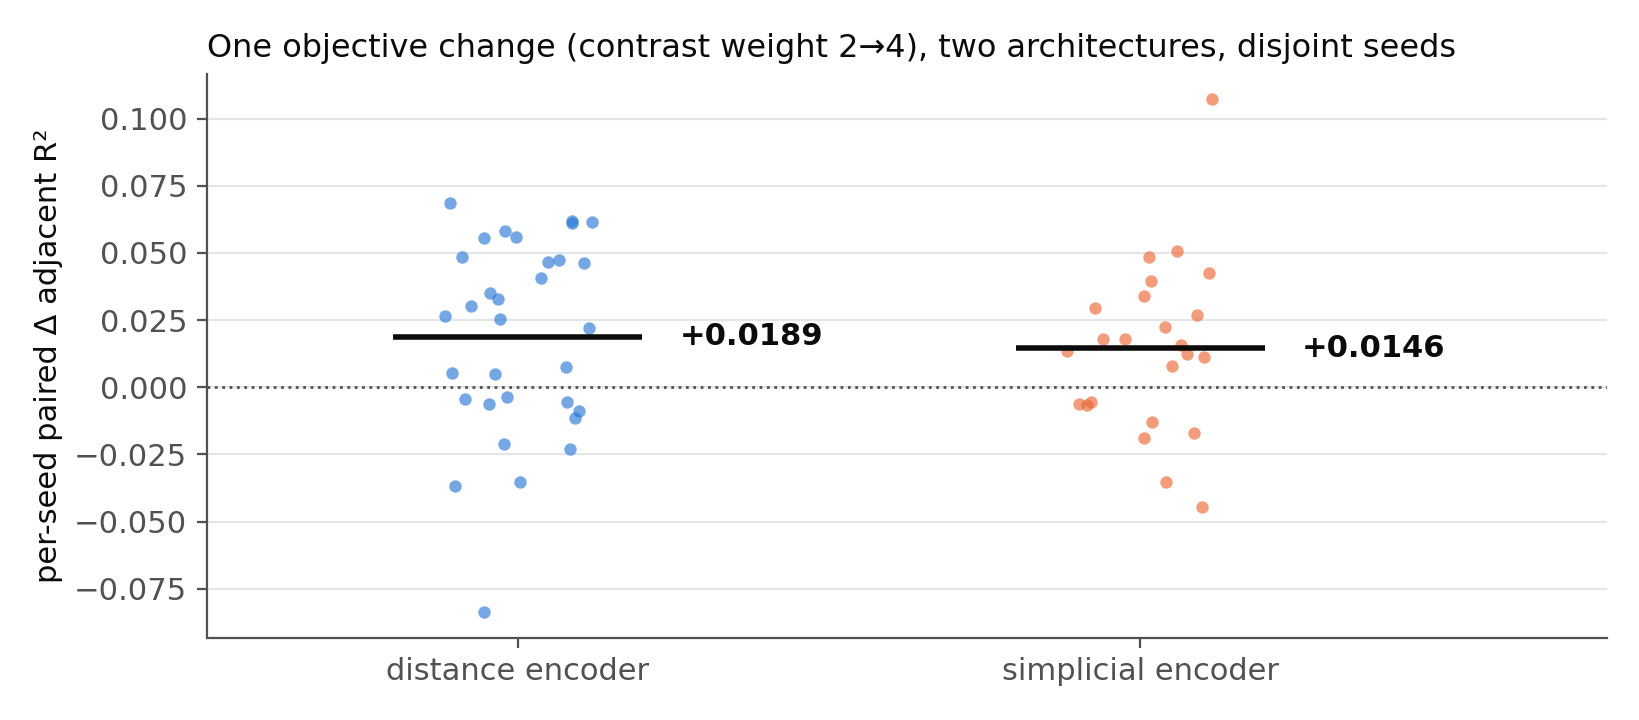 One objective change (contrast weight 2→4), two architectures, disjoint seeds
per-seed paired Δ adjacent R²
0.100
0.075
0.050
0.025
0.000
−0.025
−0.050
−0.075
+0.0189
+0.0146
distance encoder
simplicial encoder